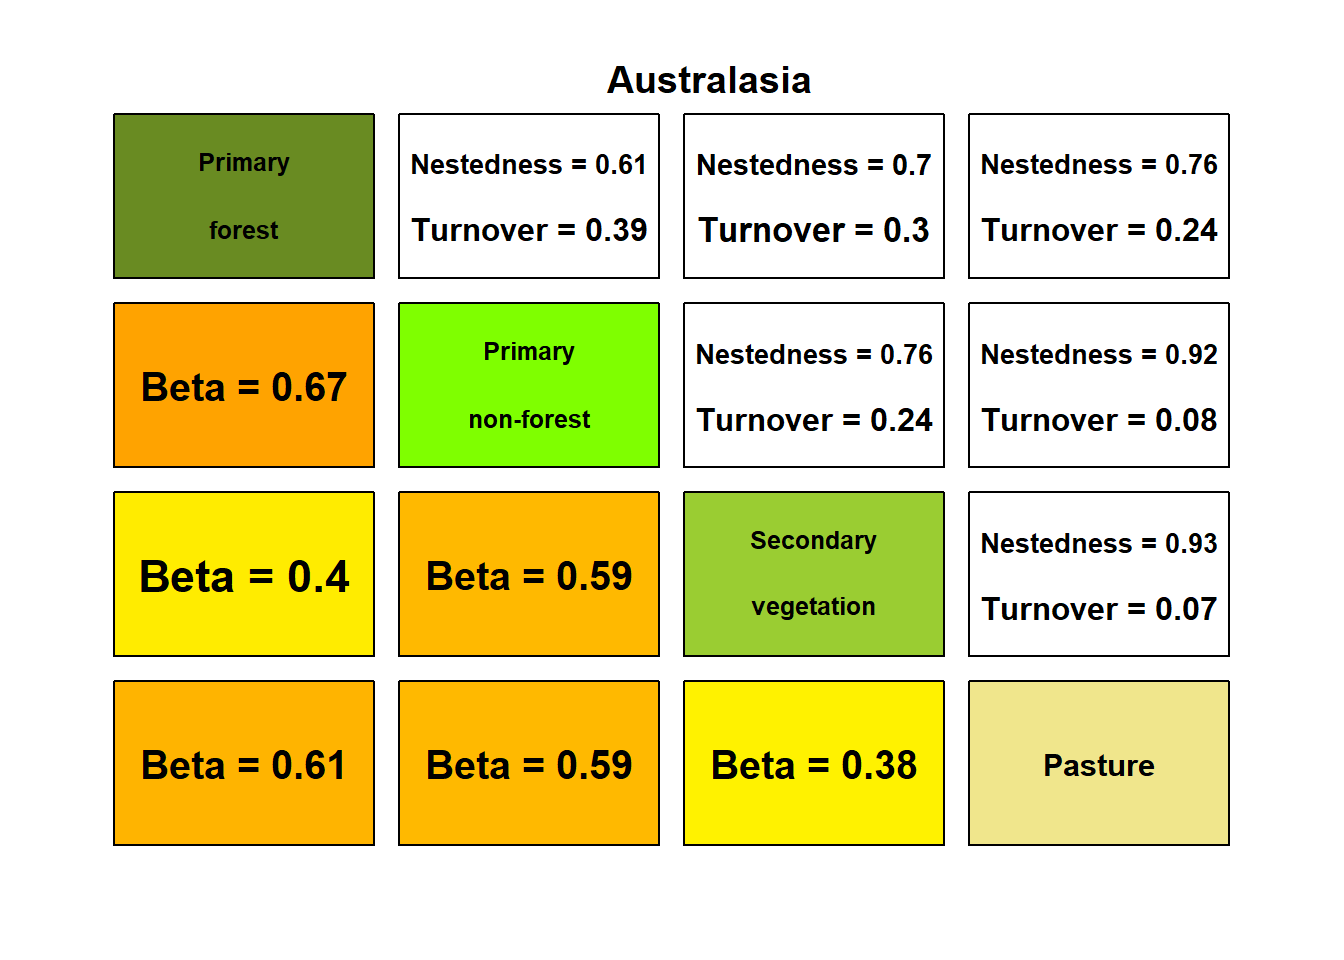 Australasia
Primary
forest
Nestedness = 0.61
Turnover = 0.39
Nestedness = 0.7
Turnover = 0.3
Nestedness = 0.76
Turnover = 0.24
Beta = 0.67
Primary
non-forest
Nestedness = 0.76
Turnover = 0.24
Nestedness = 0.92
Turnover = 0.08
Beta = 0.4
Beta = 0.59
Secondary
vegetation
Nestedness = 0.93
Turnover = 0.07
Beta = 0.61
Beta = 0.59
Beta = 0.38
Pasture